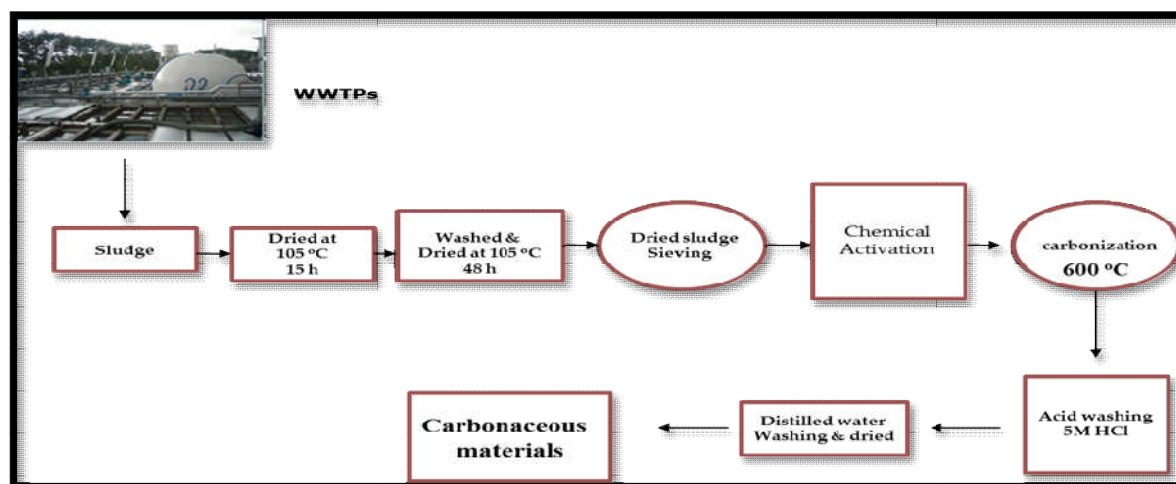 WWTPs
Sludge
Dried at
105 ºC
15 h
Washed &
Dried at 105 ºC
48 h
Dried sludge
Sieving
Chemical
Activation
carbonization
600 ºC
Acid washing
5M HCl
Distilled water
Washing & dried
Carbonaceous
materials